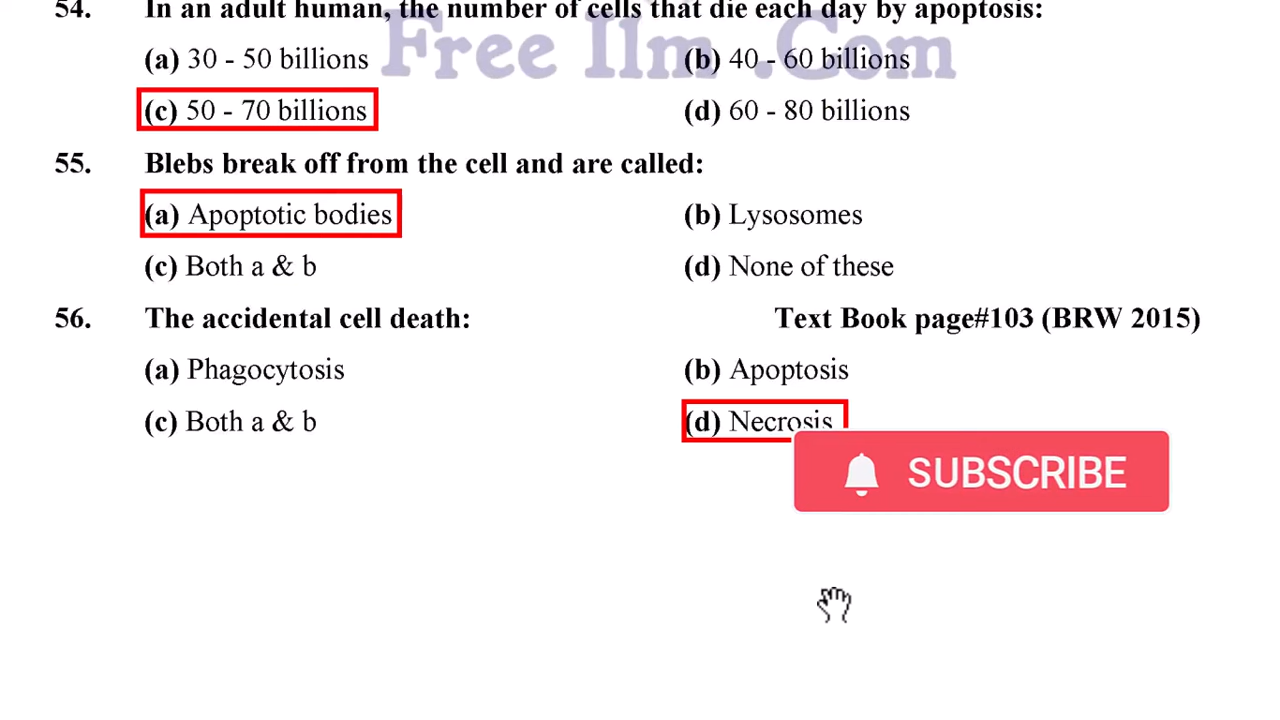 54. In an adult human, the number of cells that die each day by apoptosis:
Free Ilm .Com
(a) 30 - 50 billions (b) 40 - 60 billions
(c) 50 - 70 billions (d) 60 - 80 billions
55. Blebs break off from the cell and are called:
(a) Apoptotic bodies (b) Lysosomes
(c) Both a & b (d) None of these
56. The accidental cell death: Text Book page#103 (BRW 2015)
(a) Phagocytosis (b) Apoptosis
(c) Both a & b (d) Necrosis
SUBSCRIBE